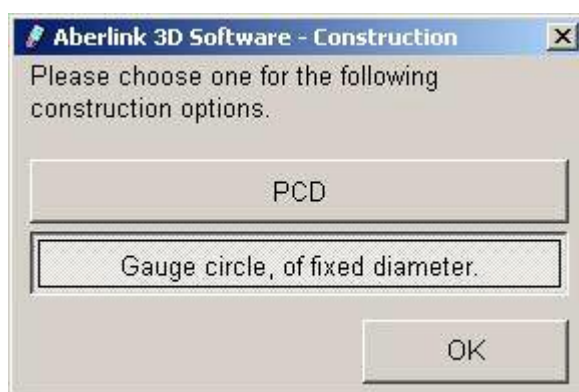 Aberlink 3D Software - Construction
Please choose one for the following
construction options.
PCD
Gauge circle, of fixed diameter.
OK